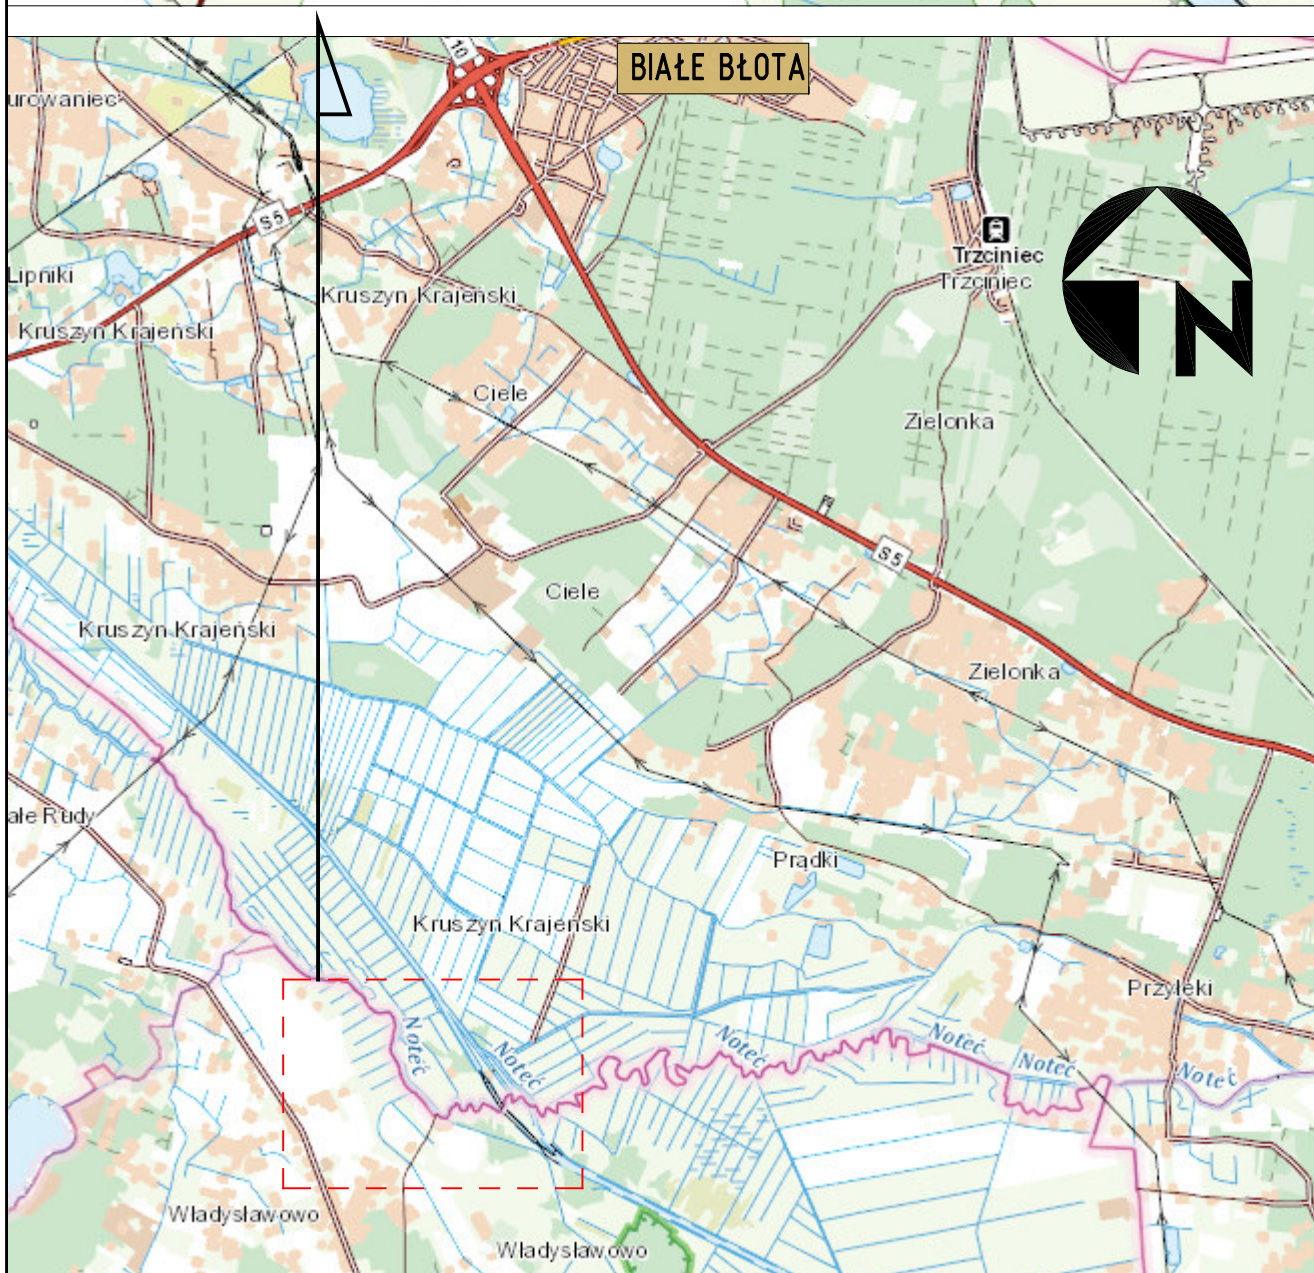 10
BIAŁE BŁOTA
urowaniec
S5
Trzciniec
Trzciniec
Lipniki
Kruszyn Krajeński
Kruszyn Krajeński
N
Ciele
Zielonka
S5
Ciele
Kruszyn Krajeński
Zielonka
ałe Rudy
Prądki
Kruszyn Krajeński
Przyłęki
Noteć
Noteć
Noteć
Noteć
Noteć
Noteć
Władysławowo
Władysławowo